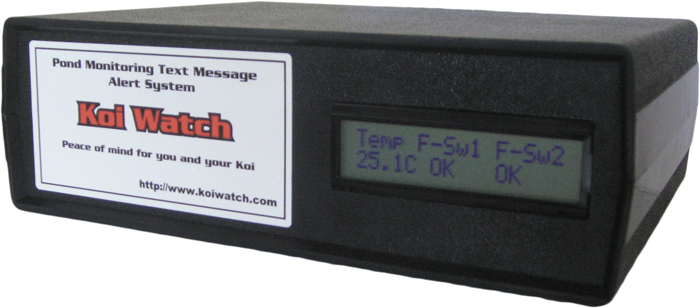 Pond Monitoring Text Message
Alert System
Koi Watch
Peace of mind for you and your Koi
http://www.koiwatch.com
Temp F-Sw1 F-Sw2
25.1C OK OK